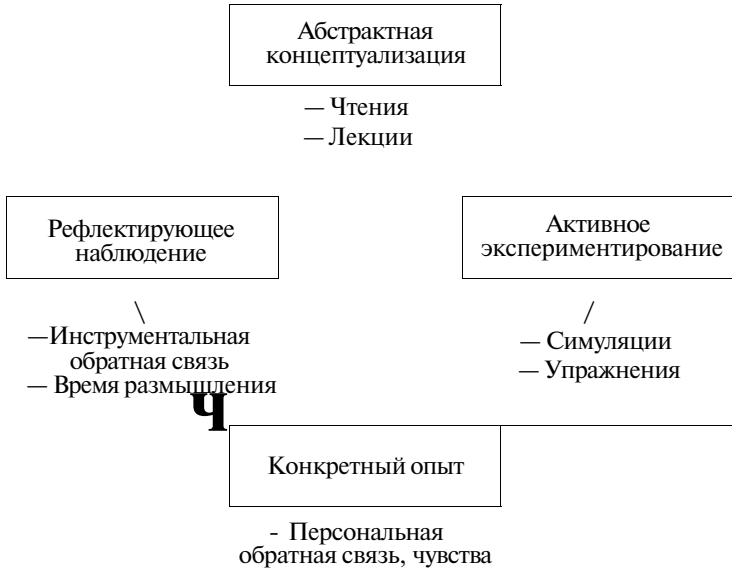 Абстрактная
концептуализация
— Чтения
— Лекции
Рефлектирующее
наблюдение
Активное
экспериментирование
\
/
—Инструментальная
обратная связь
— Время размышления
— Симуляции
— Упражнения
Ч
Конкретный опыт
- Персональная
обратная связь, чувства